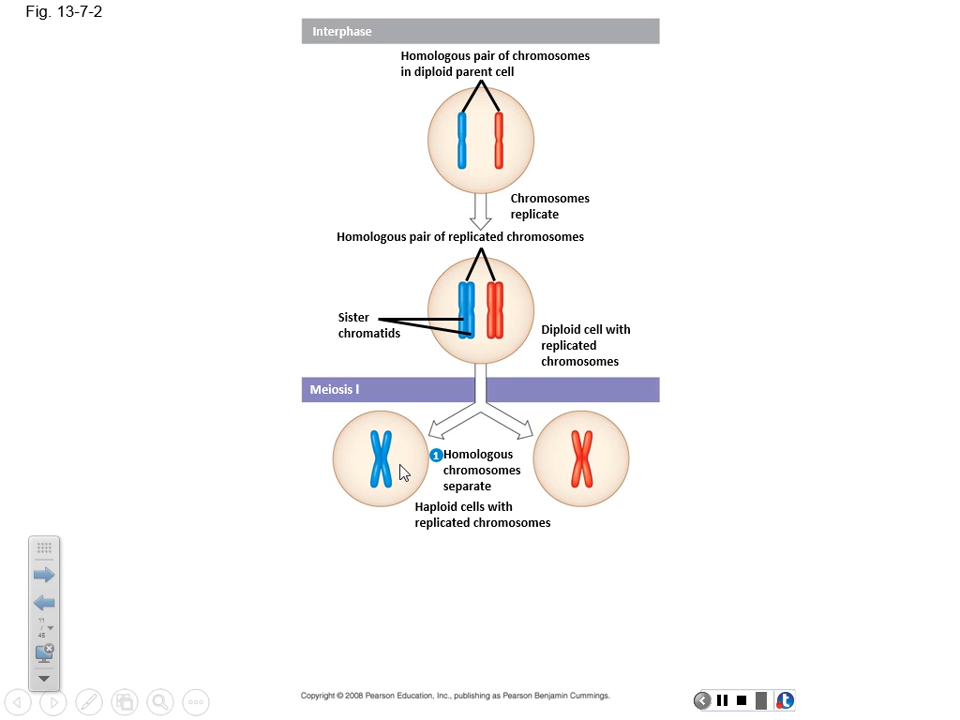 Fig. 13-7-2
Interphase
Homologous pair of chromosomes
in diploid parent cell
Chromosomes
replicate
Homologous pair of replicated chromosomes
Sister
chromatids
Diploid cell with
replicated
chromosomes
Meiosis I
1 Homologous
chromosomes
separate
Haploid cells with
replicated chromosomes
11
/
46
Copyright © 2008 Pearson Education, Inc., publishing as Pearson Benjamin Cummings.